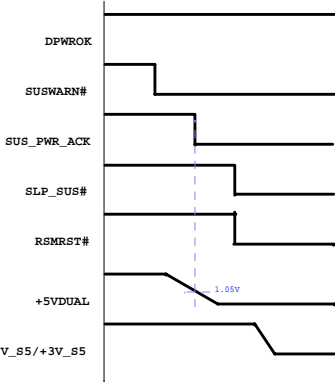 DPWROK
SUSWARN#
SUS_PWR_ACK
SLP_SUS#
RSMRST#
1.05V
+5VDUAL
V_S5/+3V_S5